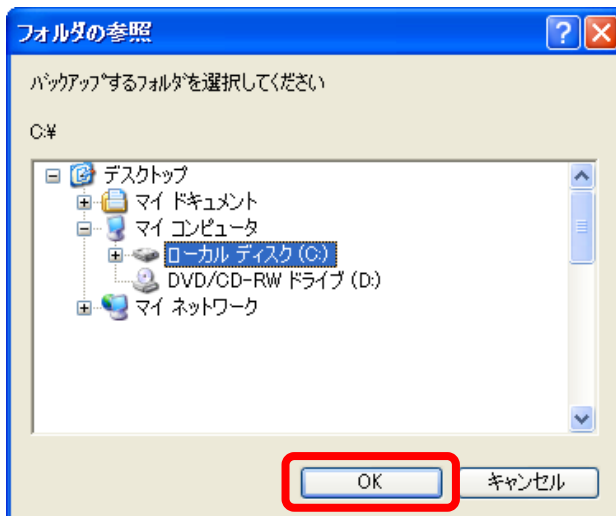 フォルダの参照
バックアップするフォルダを選択してください
C:¥
デスクトップ
マイ ドキュメント
マイ コンピュータ
ローカル ディスク (C:)
DVD/CD-RW ドライブ (D:)
マイ ネットワーク
OK
キャンセル